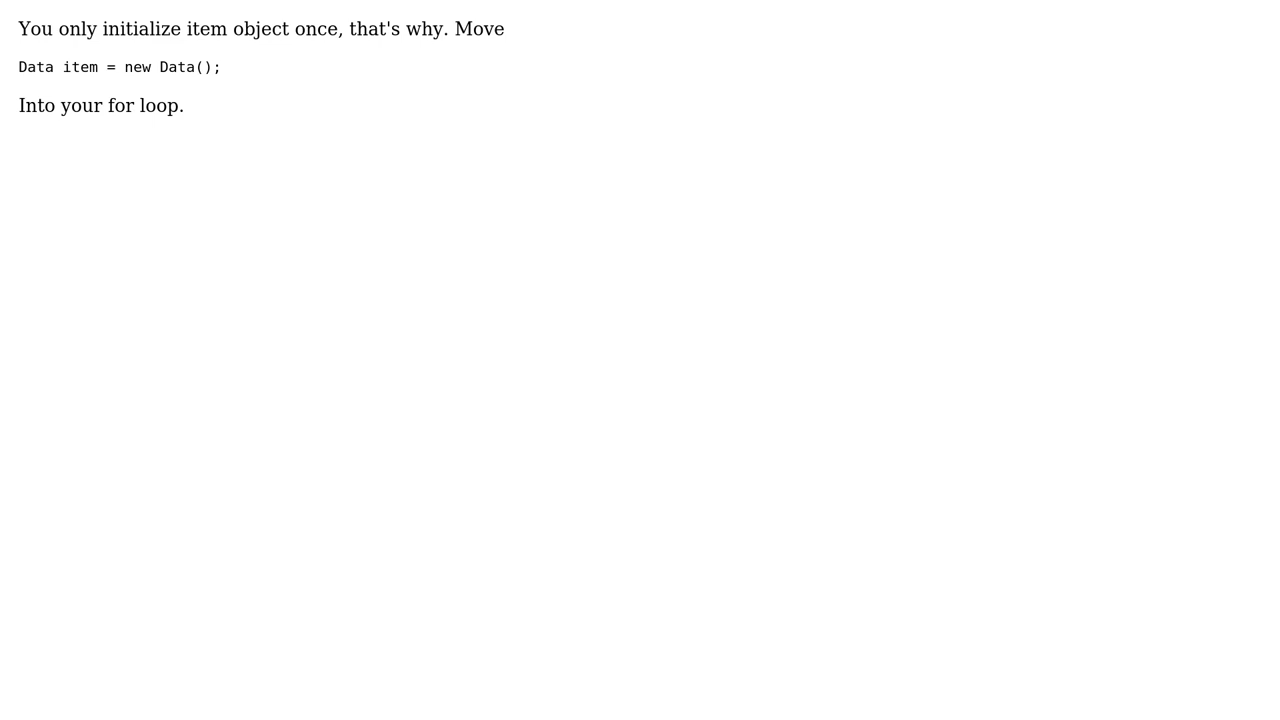 You only initialize item object once, that's why. Move
Data item = new Data();
Into your for loop.